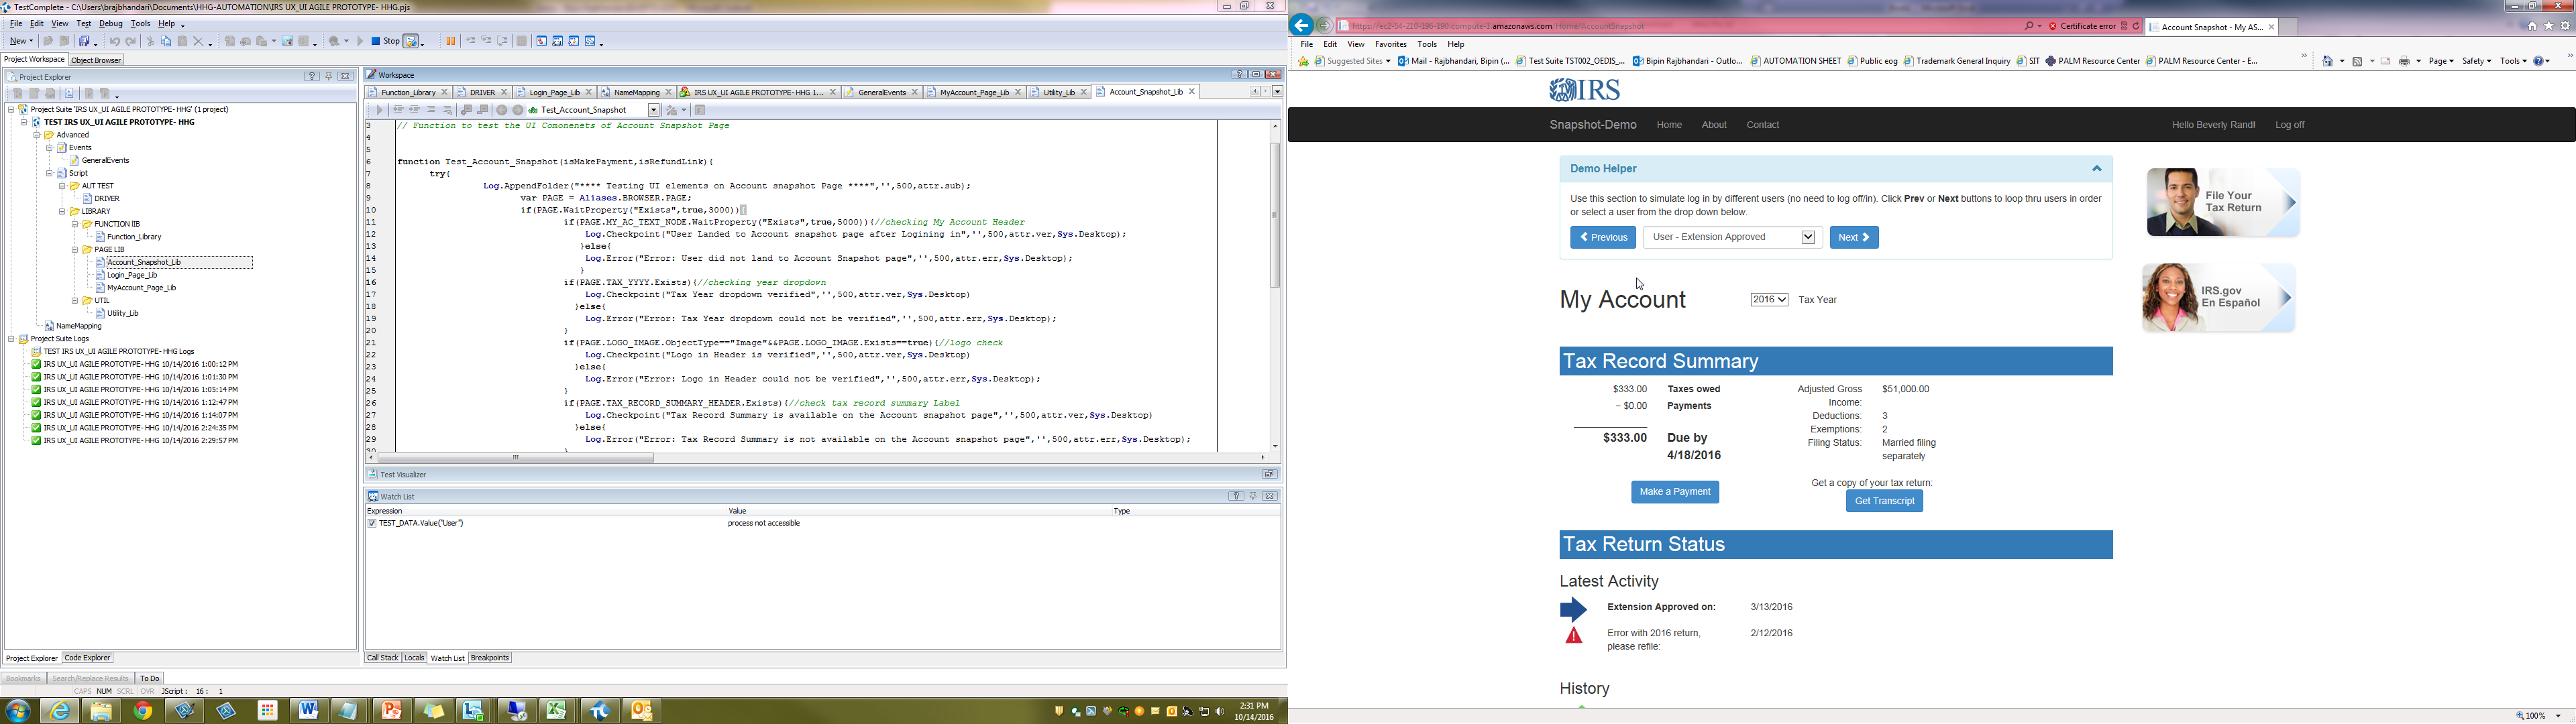 TestComplete - C:\Users\brajbhandari\Documents\HHG-AUTOMATION\IRS UX_UI AGILE PROTOTYPE- HHG.pjs
File Edit View Test Debug Tools Help
New Stop
Project Workspace Object Browser
Project Explorer
Project Suite 'IRS UX_UI AGILE PROTOTYPE- HHG' (1 project)
TEST IRS UX_UI AGILE PROTOTYPE- HHG
Advanced
Events
GeneralEvents
Script
AUT TEST
DRIVER
LIBRARY
FUNCTION lIB
Function_Library
PAGE LIB
Account_Snapshot_Lib
Login_Page_Lib
MyAccount_Page_Lib
UTIL
Utility_Lib
NameMapping
Project Suite Logs
TEST IRS UX_UI AGILE PROTOTYPE- HHG Logs
IRS UX_UI AGILE PROTOTYPE- HHG 10/14/2016 1:00:12 PM
IRS UX_UI AGILE PROTOTYPE- HHG 10/14/2016 1:01:30 PM
IRS UX_UI AGILE PROTOTYPE- HHG 10/14/2016 1:05:14 PM
IRS UX_UI AGILE PROTOTYPE- HHG 10/14/2016 1:12:47 PM
IRS UX_UI AGILE PROTOTYPE- HHG 10/14/2016 1:14:07 PM
IRS UX_UI AGILE PROTOTYPE- HHG 10/14/2016 2:24:35 PM
IRS UX_UI AGILE PROTOTYPE- HHG 10/14/2016 2:29:57 PM
Project Explorer Code Explorer
Bookmarks Search/Replace Results To Do
CAPS NUM SCRL OVR JScript : 16 : 1
Workspace
Function_Library DRIVER Login_Page_Lib NameMapping IRS UX_UI AGILE PROTOTYPE- HHG 1... GeneralEvents MyAccount_Page_Lib Utility_Lib Account_Snapshot_Lib
Test_Account_Snapshot
3 // Function to test the UI Comonenets of Account Snapshot Page
4
5
6 function Test_Account_Snapshot(isMakePayment,isRefundLink){
7 try{
8 Log.AppendFolder("**** Testing UI elements on Account snapshot Page ****",'',500,attr.sub);
9 var PAGE = Aliases.BROWSER.PAGE;
10 if(PAGE.WaitProperty("Exists",true,3000)){
11 if(PAGE.MY_AC_TEXT_NODE.WaitProperty("Exists",true,5000)){//checking My Account Header
12 Log.Checkpoint("User Landed to Account snapshot page after Logining in",'',500,attr.ver,Sys.Desktop);
13 }else{
14 Log.Error("Error: User did not land to Account Snapshot page",'',500,attr.err,Sys.Desktop);
15 }
16 if(PAGE.TAX_YYYY.Exists){//checking year dropdown
17 Log.Checkpoint("Tax Year dropdown verified",'',500,attr.ver,Sys.Desktop)
18 }else{
19 Log.Error("Error: Tax Year dropdown could not be verified",'',500,attr.err,Sys.Desktop);
20 }
21 if(PAGE.LOGO_IMAGE.ObjectType=="Image"&&PAGE.LOGO_IMAGE.Exists==true){//logo check
22 Log.Checkpoint("Logo in Header is verified",'',500,attr.ver,Sys.Desktop)
23 }else{
24 Log.Error("Error: Logo in Header could not be verified",'',500,attr.err,Sys.Desktop);
25 }
26 if(PAGE.TAX_RECORD_SUMMARY_HEADER.Exists){//check tax record summary Label
27 Log.Checkpoint("Tax Record Summary is available on the Account snapshot page",'',500,attr.ver,Sys.Desktop)
28 }else{
29 Log.Error("Error: Tax Record Summary is not available on the Account snapshot page",'',500,attr.err,Sys.Desktop);
30 }
Test Visualizer
Watch List
Expression Value Type
TEST_DATA.Value("User") process not accessible
Call Stack Locals Watch List Breakpoints
2:31 PM
10/14/2016
https://ec2-54-210-196-190.compute-1.amazonaws.com/Home/AccountSnapshot Certificate error Account Snapshot - My AS...
File Edit View Favorites Tools Help
Suggested Sites Mail - Rajbhandari, Bipin (... Test Suite TST002_OEDIS_... Bipin Rajbhandari - Outlo... AUTOMATION SHEET Public eog Trademark General Inquiry SIT PALM Resource Center PALM Resource Center - E... Page Safety Tools
IRS
Snapshot-Demo Home About Contact Hello Beverly Rand! Log off
Demo Helper
Use this section to simulate log in by different users (no need to log off/in). Click Prev or Next buttons to loop thru users in order
or select a user from the drop down below.
Previous User - Extension Approved Next
My Account 2016 Tax Year
File Your
Tax Return
IRS.gov
En Español
Tax Record Summary
$333.00 Taxes owed Adjusted Gross $51,000.00
– $0.00 Payments Income:
Deductions: 3
Exemptions: 2
$333.00 Due by Filing Status: Married filing
4/18/2016 separately
Get a copy of your tax return:
Make a Payment Get Transcript
Tax Return Status
Latest Activity
Extension Approved on: 3/13/2016
Error with 2016 return, 2/12/2016
please refile:
History
100%